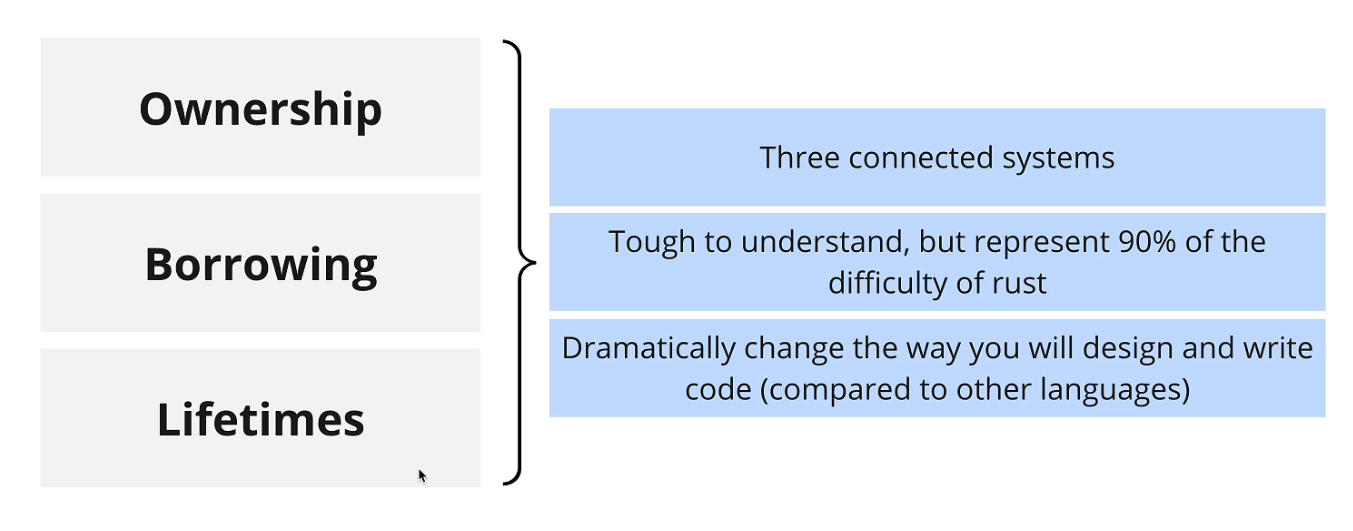 Ownership
Borrowing
Lifetimes
Three connected systems
Tough to understand, but represent 90% of the
difficulty of rust
Dramatically change the way you will design and write
code (compared to other languages)